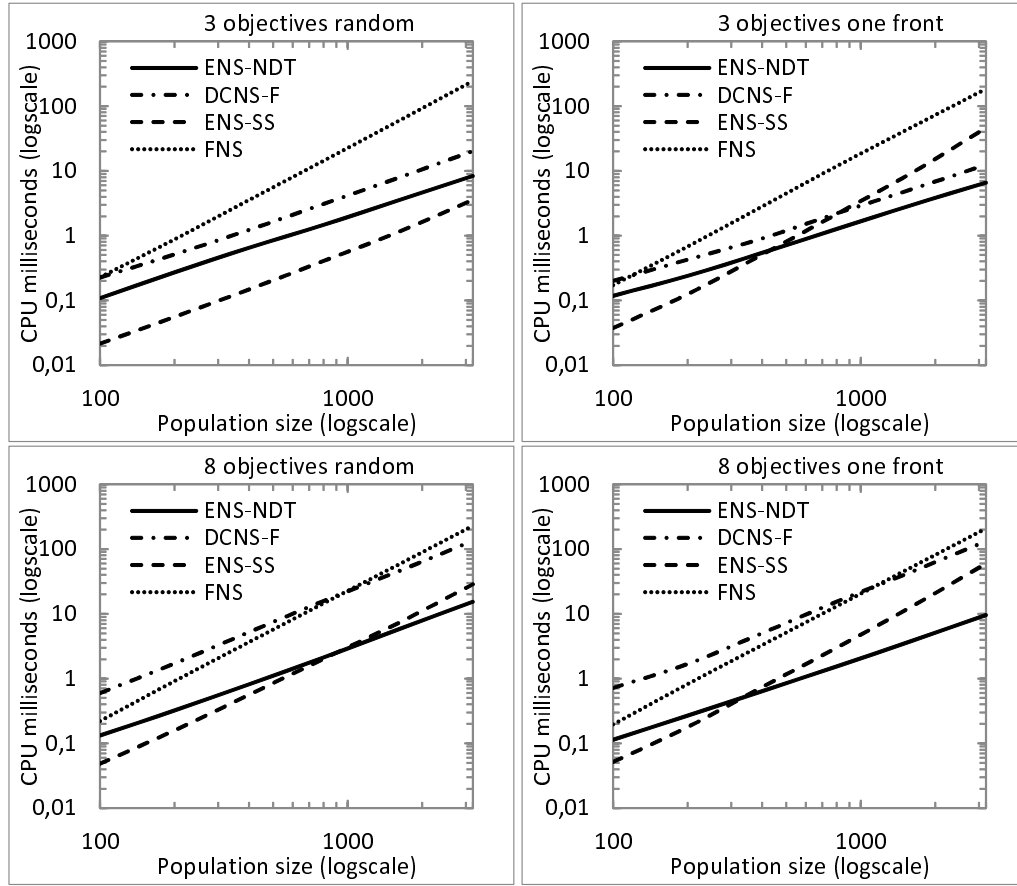 3 objectives random
CPU milliseconds (logscale)
1000
100
10
1
0,1
0,01
ENS-NDT
DCNS-F
ENS-SS
FNS
100
1000
Population size (logscale)
3 objectives one front
CPU milliseconds (logscale)
1000
100
10
1
0,1
0,01
ENS-NDT
DCNS-F
ENS-SS
FNS
100
1000
Population size (logscale)
8 objectives random
CPU milliseconds (logscale)
1000
100
10
1
0,1
0,01
ENS-NDT
DCNS-F
ENS-SS
FNS
100
1000
Population size (logscale)
8 objectives one front
CPU milliseconds (logscale)
1000
100
10
1
0,1
0,01
ENS-NDT
DCNS-F
ENS-SS
FNS
100
1000
Population size (logscale)